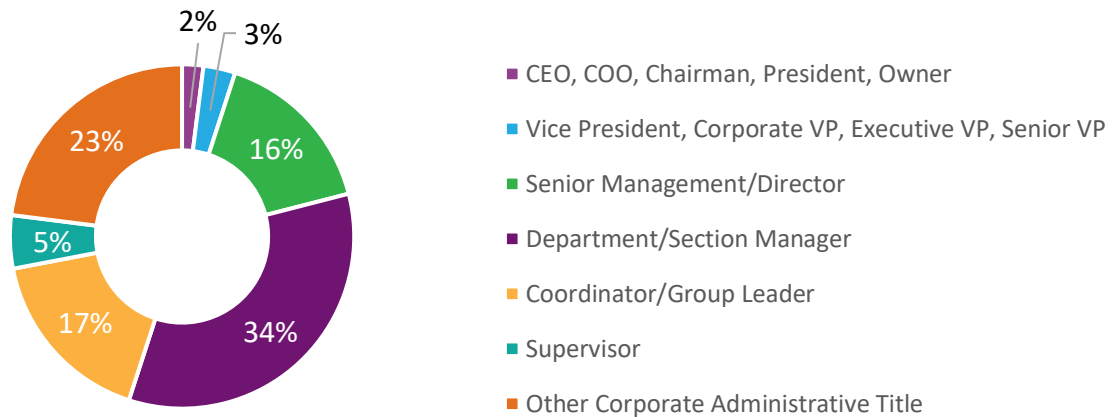 2%
3%
16%
34%
17%
5%
23%
CEO, COO, Chairman, President, Owner
Vice President, Corporate VP, Executive VP, Senior VP
Senior Management/Director
Department/Section Manager
Coordinator/Group Leader
Supervisor
Other Corporate Administrative Title